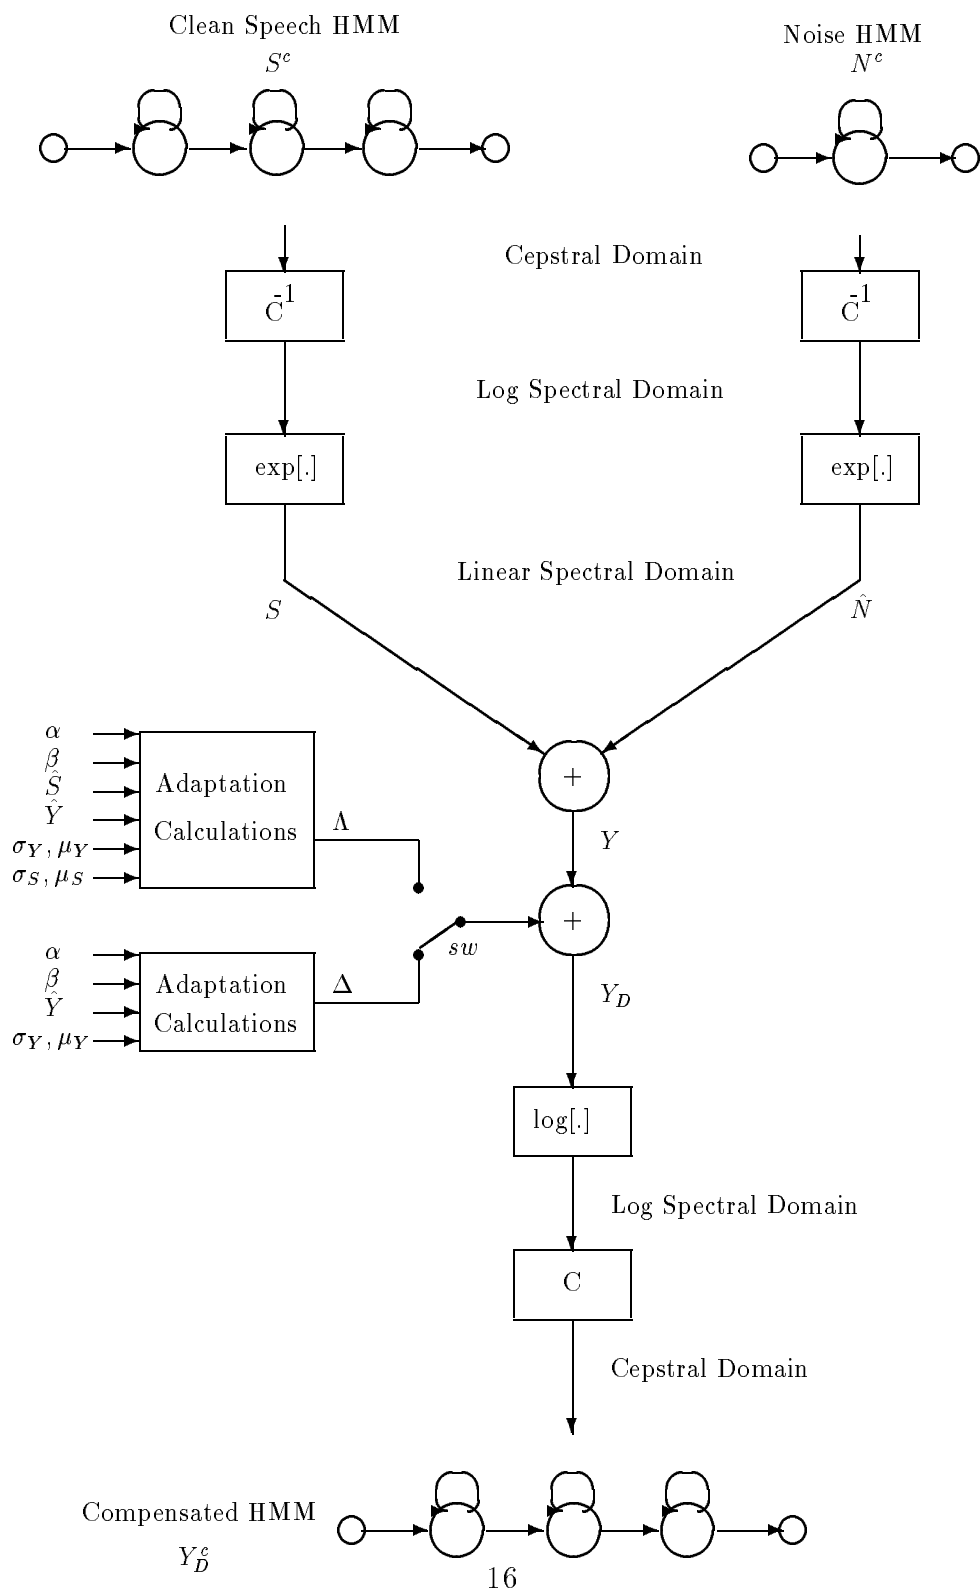 Clean Speech HMM
S^c
Noise HMM
N^c
Cepstral Domain
C^-1
C^-1
Log Spectral Domain
exp[.]
exp[.]
Linear Spectral Domain
S
N̂
α
β
Ŝ
Ŷ
σ_Y, μ_Y
σ_S, μ_S
Adaptation
Calculations
Λ
+
Y
+
sw
α
β
Ŷ
σ_Y, μ_Y
Adaptation
Calculations
Δ
Y_D
log[.]
Log Spectral Domain
C
Cepstral Domain
Compensated HMM
Y_D^c
16